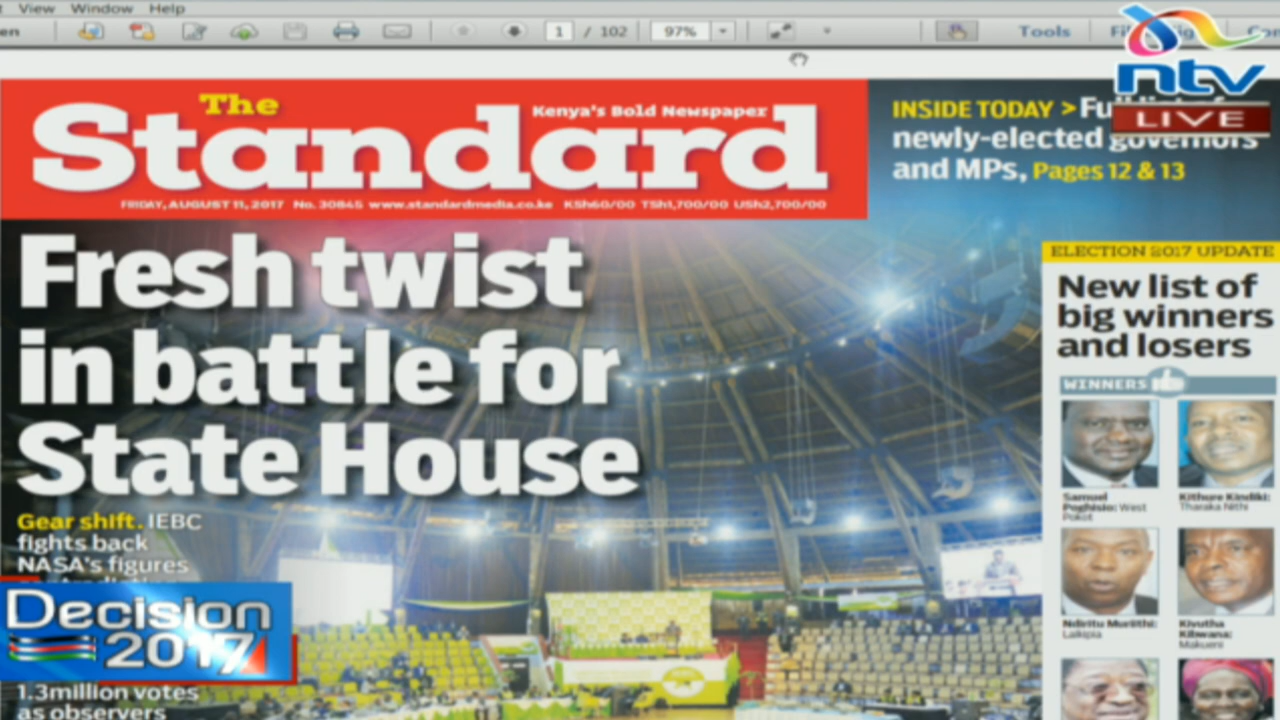 View Window Help
1 / 102 97% Tools
ntv
LIVE
The
Standard
Kenya's Bold Newspaper
FRIDAY, AUGUST 11, 2017 No. 30845 www.standardmedia.co.ke KSh60/00 TSh1,700/00 USh2,700/00
INSIDE TODAY >
newly-elected governors
and MPs, Pages 12 & 13
Fresh twist
in battle for
State House
Gear shift. IEBC
fights back
NASA's figures
Decision
2017
1.3million votes
as observers
ELECTION 2017 UPDATE
New list of
big winners
and losers
WINNERS
Samuel
Poghisio: West
Pokot
Kithure Kindiki:
Tharaka Nithi
Ndiritu Muriithi:
Laikipia
Kivutha
Kibwana:
Makueni